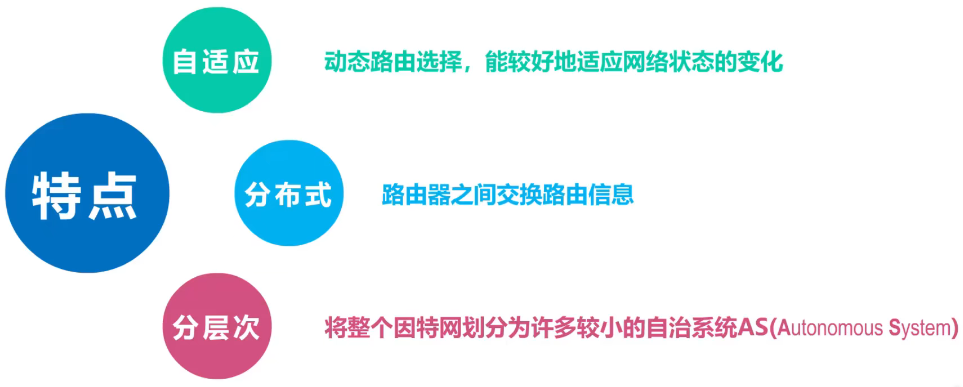 特点
自适应
动态路由选择，能较好地适应网络状态的变化
分布式
路由器之间交换路由信息
分层次
将整个因特网划分为许多较小的自治系统AS(Autonomous System)